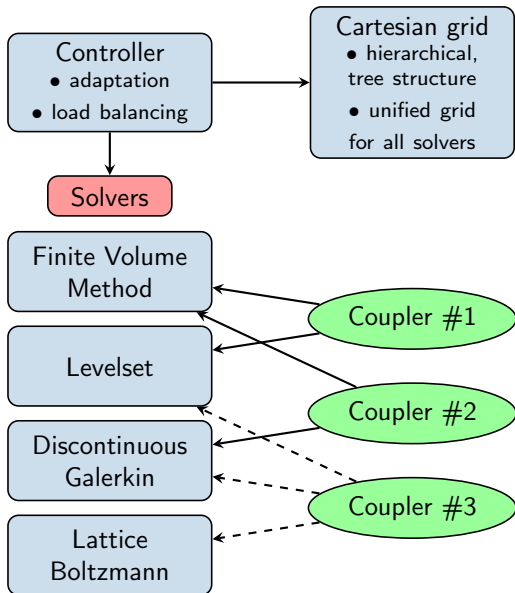 Controller
• adaptation
• load balancing
Cartesian grid
• hierarchical,
tree structure
• unified grid
for all solvers
Solvers
Finite Volume
Method
Levelset
Discontinuous
Galerkin
Lattice
Boltzmann
Coupler #1
Coupler #2
Coupler #3